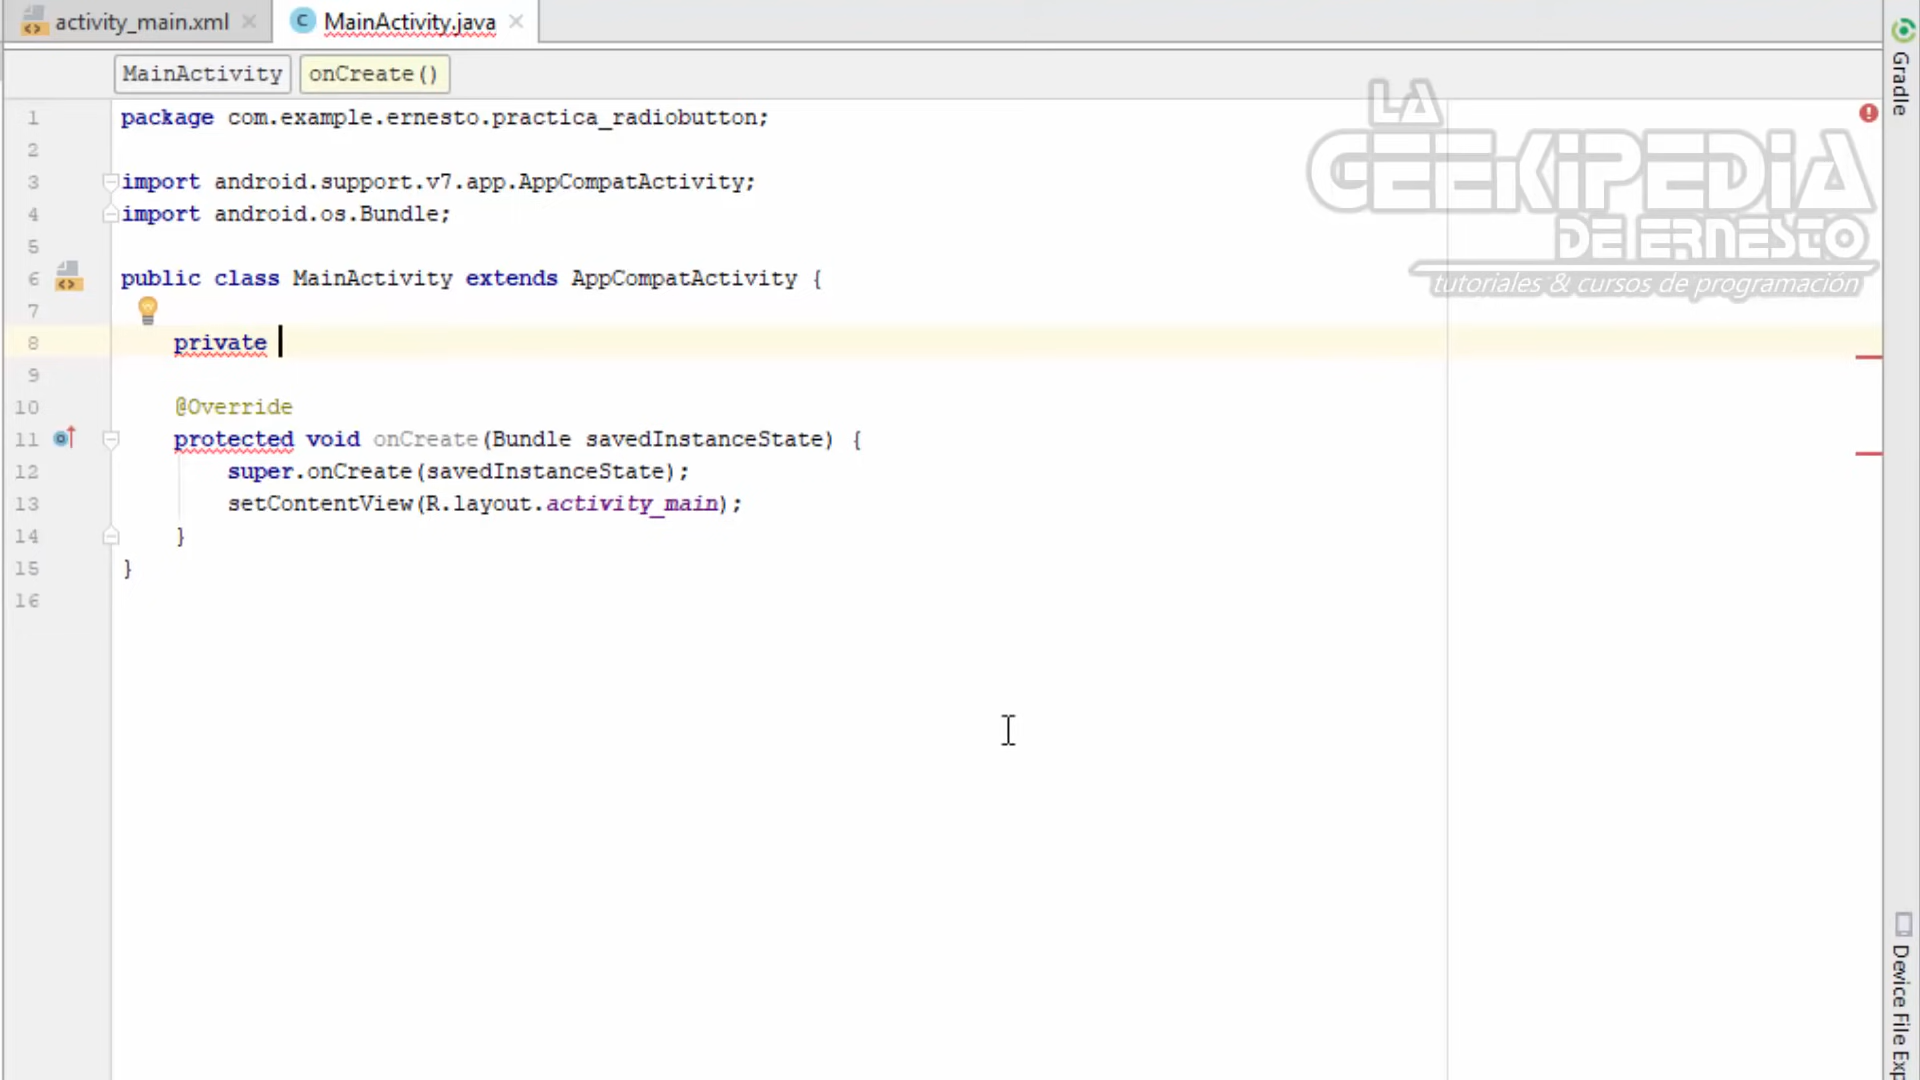 activity_main.xml
MainActivity.java
MainActivity
onCreate()
1 package com.example.ernesto.practica_radiobutton;
2
3 import android.support.v7.app.AppCompatActivity;
4 import android.os.Bundle;
5
6 public class MainActivity extends AppCompatActivity {
7
8 private
9
10 @Override
11 protected void onCreate(Bundle savedInstanceState) {
12 super.onCreate(savedInstanceState);
13 setContentView(R.layout.activity_main);
14 }
15 }
16
LA
GEEKIPEDIA
DE ERNESTO
tutoriales & cursos de programación
Gradle
Device File Exp